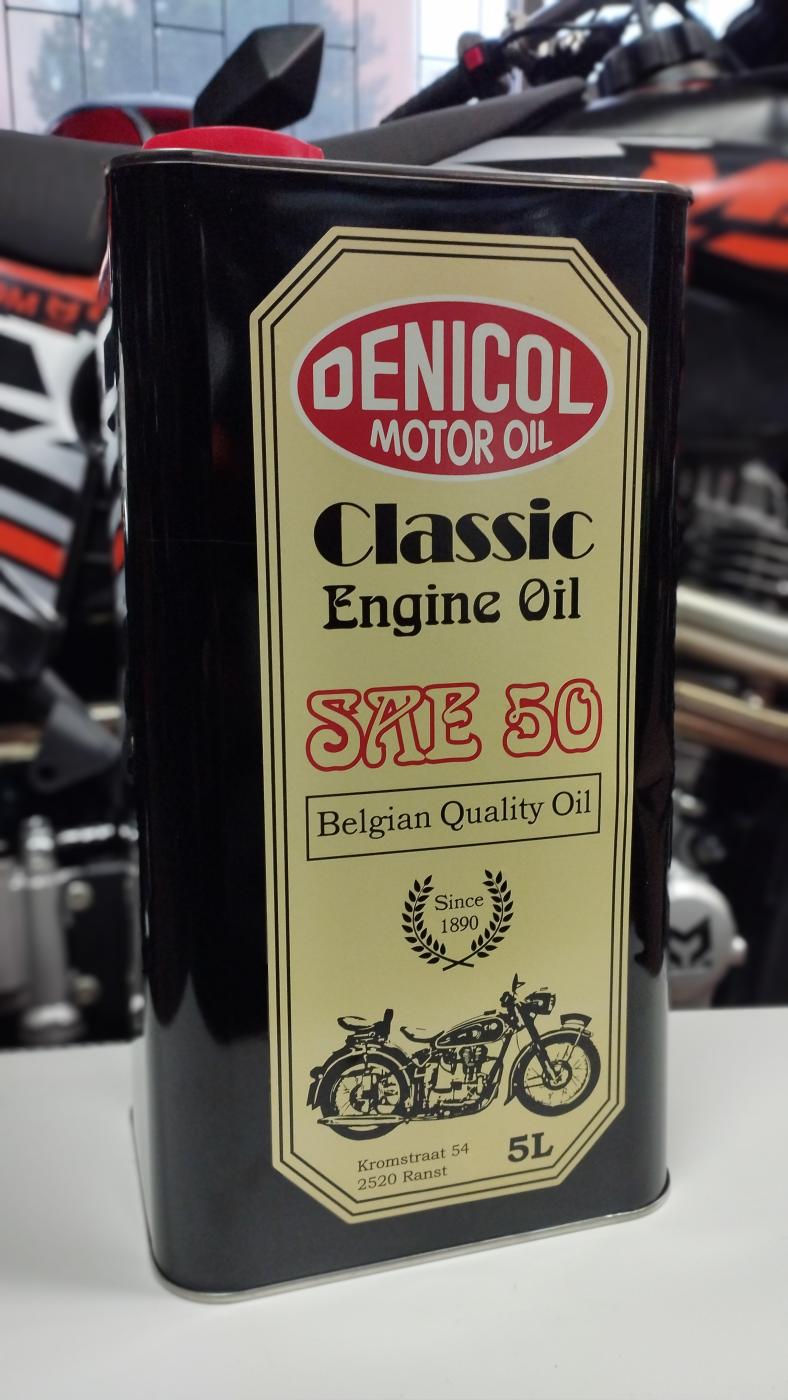 DENICOL
MOTOR OIL
Classic
Engine Oil
SAE 50
Belgian Quality Oil
Since
1890
Kromstraat 54
2520 Ranst
5L